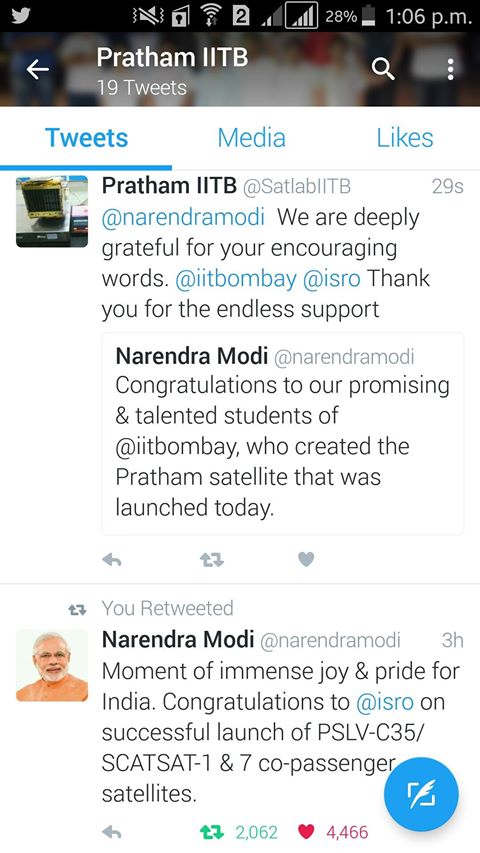 2 28% 1:06 p.m.
Pratham IITB
19 Tweets
Tweets Media Likes
Pratham IITB @SatlabIITB 29s
@narendramodi We are deeply
grateful for your encouraging
words. @iitbombay @isro Thank
you for the endless support
Narendra Modi @narendramodi
Congratulations to our promising
& talented students of
@iitbombay, who created the
Pratham satellite that was
launched today.
You Retweeted
Narendra Modi @narendramodi 3h
Moment of immense joy & pride for
India. Congratulations to @isro on
successful launch of PSLV-C35/
SCATSAT-1 & 7 co-passenger
satellites.
2,062 4,466